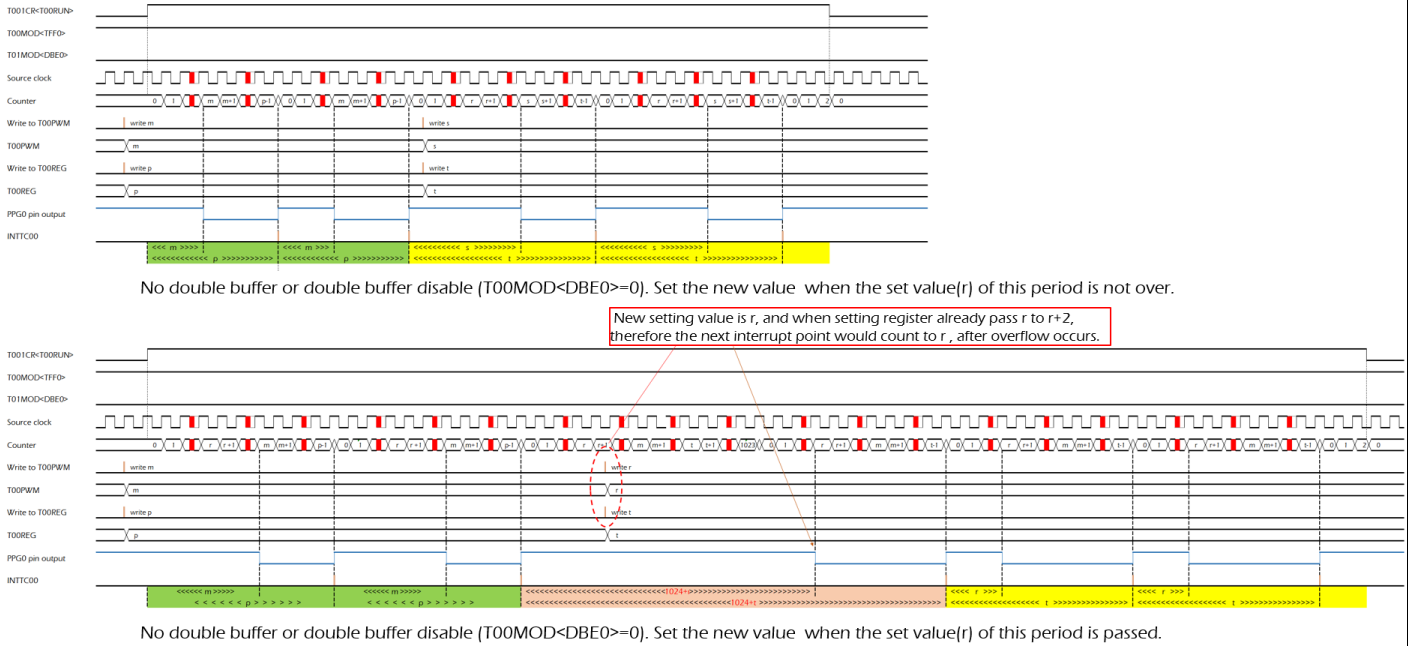 T001CR<T00RUN>
T00MOD<TFF0>
T01MOD<DBE0>
Source clock
Counter 0 1 m m+1 p-1 0 1 m m+1 p-1 0 1 r r+1 s s+1 t-1 0 1 r r+1 s s+1 t-1 0 1 2 0
Write to T00PWM write m write s
T00PWM m s
Write to T00REG write p write t
T00REG p t
PPG0 pin output
INTTC00
<<< m >>>> <<<< m >>> <<<<<<<<<< s >>>>>>>>> <<<<<<<<<< s >>>>>>>>>
<<<<<<<<<<<< p >>>>>>>>>>> <<<<<<<<<<<< p >>>>>>>>>>> <<<<<<<<<<<<<<<<<<< t >>>>>>>>>>>>>>>> <<<<<<<<<<<<<<<<<<< t >>>>>>>>>>>>>>>>
No double buffer or double buffer disable (T00MOD<DBE0>=0). Set the new value when the set value(r) of this period is not over.
New setting value is r, and when setting register already pass r to r+2,
therefore the next interrupt point would count to r , after overflow occurs.
T001CR<T00RUN>
T00MOD<TFF0>
T01MOD<DBE0>
Source clock
Counter 0 1 r r+1 m m+1 p-1 0 1 r r+1 m m+1 p-1 0 1 r m m+1 t t+1 1023 0 1 r r+1 m m+1 t-1 0 1 r r+1 m m+1 t-1 0 1 r r+1 m m+1 t-1 0 1 2 0
Write to T00PWM write m write r
T00PWM m r
Write to T00REG write p write t
T00REG p t
PPG0 pin output
INTTC00
<<<<<< m >>>>> <<<<<< m >>>>> <<<<<<<<<<<<<<<<<<<<<<<<<<<<<1024+r>>>>>>>>>>>>>>>>>>>>>>>> <<<< r >>> <<<< r >>>
< < < < < < p > > > > > > < < < < < < p > > > > > > <<<<<<<<<<<<<<<<<<<<<<<<<<<<<<<<<<<<<<<<<<1024+t >>>>>>>>>>>>>>>>>>>>>>>>>>>>>>>>>>>>> <<<<<<<<<<<<<<<<<< t >>>>>>>>>>>>>>> <<<<<<<<<<<<<<<<<< t >>>>>>>>>>>>>>>
No double buffer or double buffer disable (T00MOD<DBE0>=0). Set the new value when the set value(r) of this period is passed.